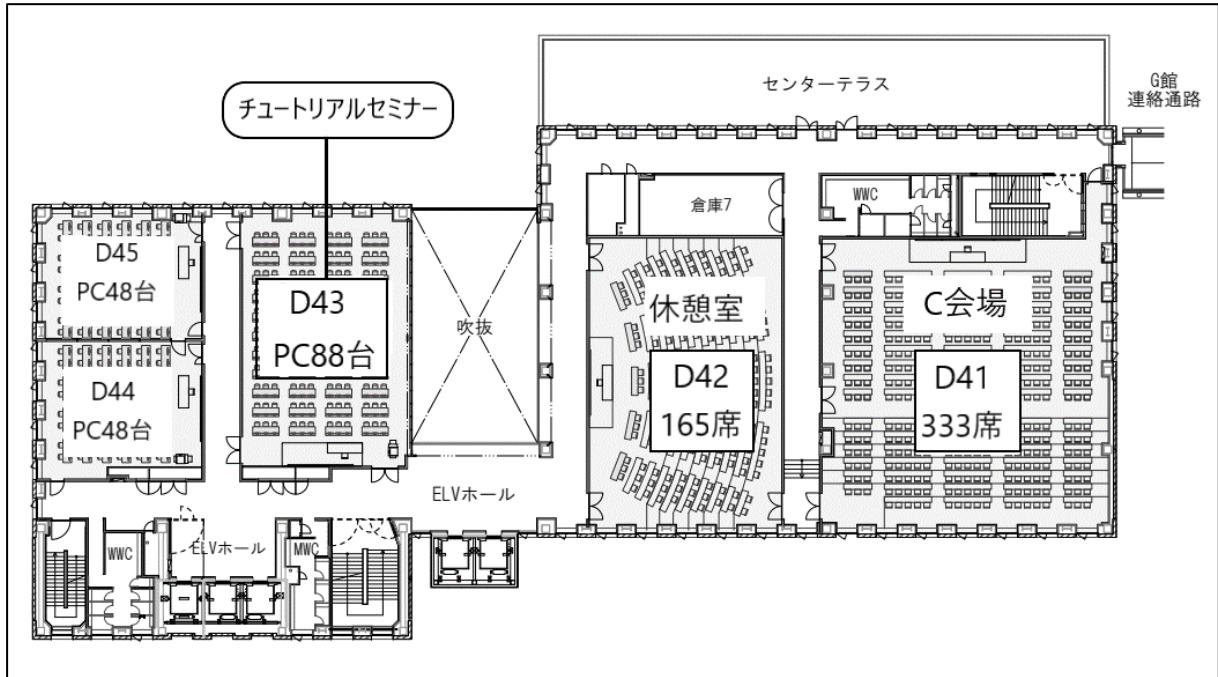 センターテラス
G館
連絡通路
チュートリアルセミナー
WWC
倉庫7
D45
PC48台
D43
PC88台
吹抜
休憩室
C会場
D44
PC48台
D42
165席
D41
333席
ELVホール
WWC
ELVホール
MWC